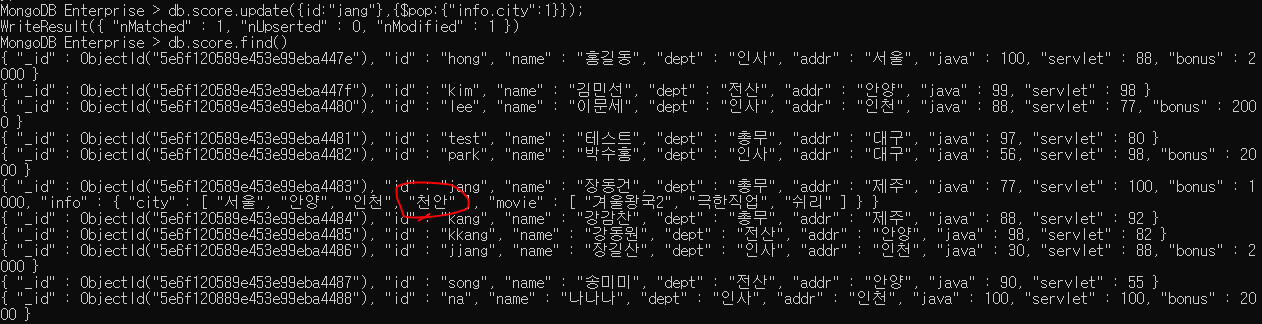 MongoDB Enterprise > db.score.update({id:"jang"},{$pop:{"info.city":1}});
WriteResult({ "nMatched" : 1, "nUpserted" : 0, "nModified" : 1 })
MongoDB Enterprise > db.score.find()
{ "_id" : ObjectId("5e6f120589e453e99eba447e"), "id" : "hong", "name" : "홍길동", "dept" : "인사", "addr" : "서울", "java" : 100, "servlet" : 88, "bonus" : 2
000 }
{ "_id" : ObjectId("5e6f120589e453e99eba447f"), "id" : "kim", "name" : "김민선", "dept" : "전산", "addr" : "안양", "java" : 99, "servlet" : 98 }
{ "_id" : ObjectId("5e6f120589e453e99eba4480"), "id" : "lee", "name" : "이문세", "dept" : "인사", "addr" : "인천", "java" : 88, "servlet" : 77, "bonus" : 200
0 }
{ "_id" : ObjectId("5e6f120589e453e99eba4481"), "id" : "test", "name" : "테스트", "dept" : "총무", "addr" : "대구", "java" : 97, "servlet" : 80 }
{ "_id" : ObjectId("5e6f120589e453e99eba4482"), "id" : "park", "name" : "박수홍", "dept" : "인사", "addr" : "대구", "java" : 56, "servlet" : 98, "bonus" : 20
00 }
{ "_id" : ObjectId("5e6f120589e453e99eba4483"), "id" : "jang", "name" : "장동건", "dept" : "총무", "addr" : "제주", "java" : 77, "servlet" : 100, "bonus" : 1
000, "info" : { "city" : [ "서울", "안양", "인천", "천안" ], "movie" : [ "겨울왕국2", "극한직업", "쉬리" ] } }
{ "_id" : ObjectId("5e6f120589e453e99eba4484"), "id" : "kang", "name" : "강감찬", "dept" : "총무", "addr" : "제주", "java" : 88, "servlet" : 92 }
{ "_id" : ObjectId("5e6f120589e453e99eba4485"), "id" : "kkang", "name" : "강동원", "dept" : "전산", "addr" : "안양", "java" : 98, "servlet" : 82 }
{ "_id" : ObjectId("5e6f120589e453e99eba4486"), "id" : "jjang", "name" : "장길산", "dept" : "인사", "addr" : "인천", "java" : 30, "servlet" : 88, "bonus" : 2
000 }
{ "_id" : ObjectId("5e6f120589e453e99eba4487"), "id" : "song", "name" : "송미미", "dept" : "전산", "addr" : "안양", "java" : 90, "servlet" : 55 }
{ "_id" : ObjectId("5e6f120889e453e99eba4488"), "id" : "na", "name" : "나나나", "dept" : "인사", "addr" : "인천", "java" : 100, "servlet" : 100, "bonus" : 20
00 }